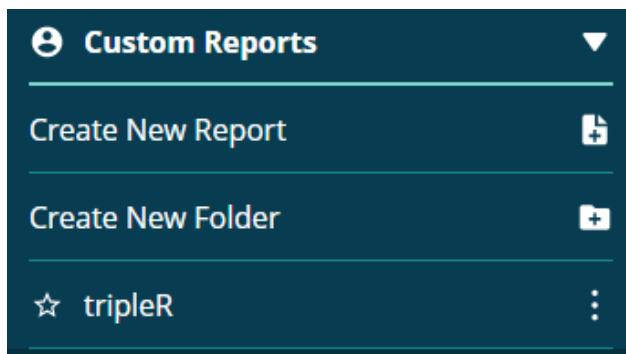 Custom Reports
Create New Report
Create New Folder
tripleR